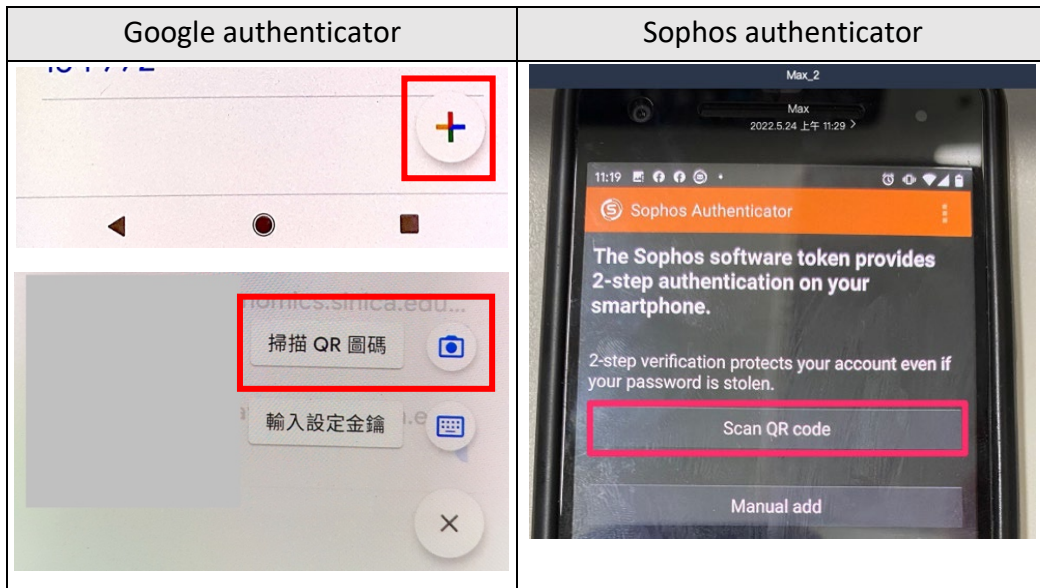 Google authenticator
Sophos authenticator
掃描 QR 圖碼
輸入設定金鑰
Max_2
Max
2022.5.24 上午 11:29
11:19
Sophos Authenticator
The Sophos software token provides
2-step authentication on your
smartphone.
2-step verification protects your account even if
your password is stolen.
Scan QR code
Manual add